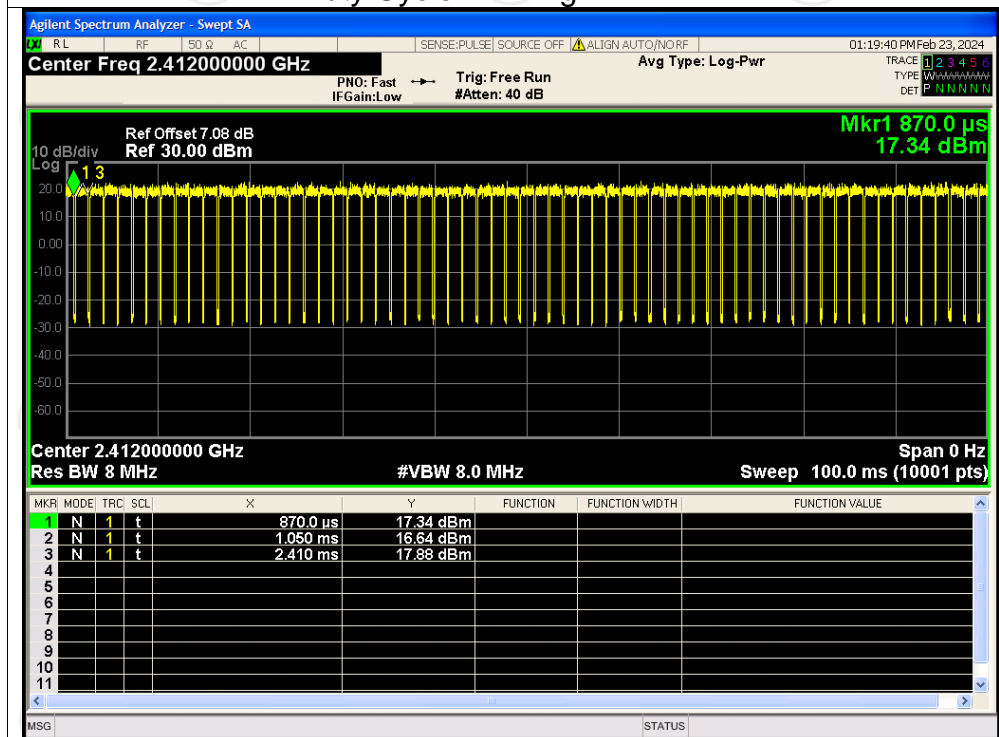 Agilent Spectrum Analyzer - Swept SA
LXI RL RF 50 Ω AC SENSE:PULSE SOURCE OFF ALIGN AUTO/NO RF 01:19:40 PM Feb 23, 2024
Center Freq 2.412000000 GHz
Avg Type: Log-Pwr
TRACE 1 2 3 4 5 6
TYPE
DET P N N N N N
PNO: Fast
IFGain:Low
Trig: Free Run
#Atten: 40 dB
Mkr1 870.0 µs
17.34 dBm
Ref Offset 7.08 dB
10 dB/div Ref 30.00 dBm
Log
1 3
20.0
10.0
0.00
-10.0
-20.0
-30.0
-40.0
-50.0
-60.0
Center 2.412000000 GHz Span 0 Hz
Res BW 8 MHz #VBW 8.0 MHz Sweep 100.0 ms (10001 pts)
MKR MODE TRC SCL X Y FUNCTION FUNCTION WIDTH FUNCTION VALUE
1 N 1 t 870.0 µs 17.34 dBm
2 N 1 t 1.050 ms 16.64 dBm
3 N 1 t 2.410 ms 17.88 dBm
4
5
6
7
8
9
10
11
MSG STATUS